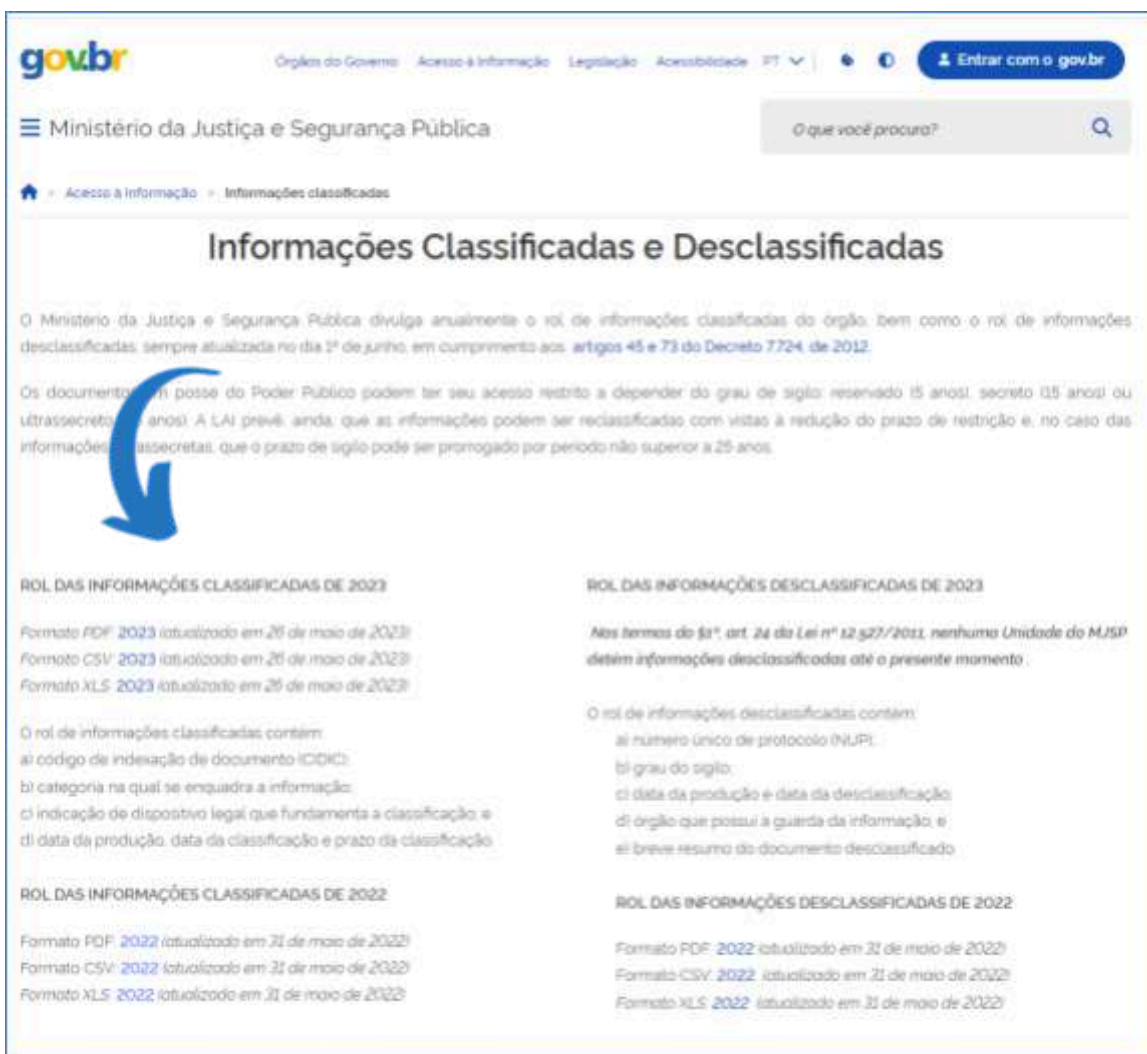 gov.br
Órgãos do Governo Acesso à Informação Legislação Acessibilidade PT
Entrar com o gov.br
Ministério da Justiça e Segurança Pública
O que você procura?
Acesso à Informação > Informações classificadas
Informações Classificadas e Desclassificadas
O Ministério da Justiça e Segurança Pública divulga anualmente o rol de informações classificadas do órgão, bem como o rol de informações
desclassificadas, sempre atualizada no dia 1º de junho, em cumprimento aos artigos 45 e 73 do Decreto 7.724, de 2012.
Os documentos posse do Poder Público podem ter seu acesso restrito a depender do grau de sigilo: reservado (5 anos), secreto (15 anos) ou
ultrassecreto anos). A LAI prevê, ainda, que as informações podem ser reclassificadas com vistas à redução do prazo de restrição e, no caso das
informações assecretas, que o prazo de sigilo pode ser prorrogado por período não superior a 25 anos.
ROL DAS INFORMAÇÕES CLASSIFICADAS DE 2023
Formato PDF: 2023 (atualizado em 26 de maio de 2023)
Formato CSV: 2023 (atualizado em 26 de maio de 2023)
Formato XLS: 2023 (atualizado em 26 de maio de 2023)
O rol de informações classificadas contém:
a) código de indexação de documento (CIDIC);
b) categoria na qual se enquadra a informação;
c) indicação de dispositivo legal que fundamenta a classificação; e
d) data da produção, data da classificação e prazo da classificação.
ROL DAS INFORMAÇÕES CLASSIFICADAS DE 2022
Formato PDF: 2022 (atualizado em 31 de maio de 2022)
Formato CSV: 2022 (atualizado em 31 de maio de 2022)
Formato XLS: 2022 (atualizado em 31 de maio de 2022)
ROL DAS INFORMAÇÕES DESCLASSIFICADAS DE 2023
Nos termos do §1º, art. 24 da Lei nº 12.527/2011, nenhuma Unidade do MJSP
detém informações desclassificadas até o presente momento.
O rol de informações desclassificadas contém:
a) número único de protocolo (NUP);
b) grau do sigilo;
c) data da produção e data da desclassificação;
d) órgão que possui a guarda da informação; e
e) breve resumo do documento desclassificado.
ROL DAS INFORMAÇÕES DESCLASSIFICADAS DE 2022
Formato PDF: 2022 (atualizado em 31 de maio de 2022)
Formato CSV: 2022 (atualizado em 31 de maio de 2022)
Formato XLS: 2022 (atualizado em 31 de maio de 2022)